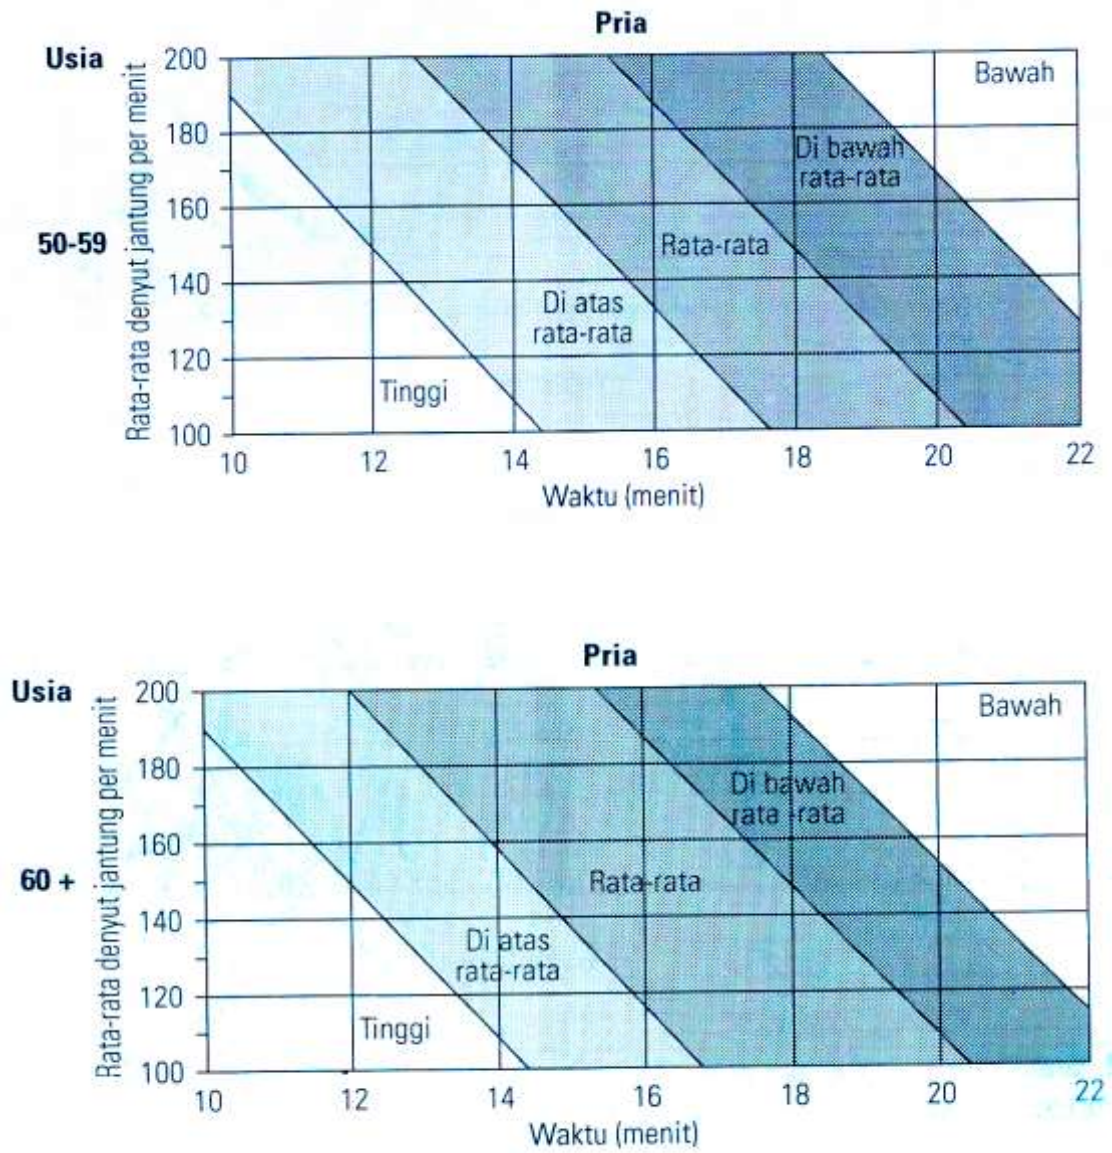 Pria
Usia
50-59
Rata-rata denyut jantung per menit
200
180
160
140
120
100
Bawah
Di bawah
rata-rata
Rata-rata
Di atas
rata-rata
Tinggi
10 12 14 16 18 20 22
Waktu (menit)
Pria
Usia
60 +
Rata-rata denyut jantung per menit
200
180
160
140
120
100
Bawah
Di bawah
rata -rata
Rata-rata
Di atas
rata-rata
Tinggi
10 12 14 16 18 20 22
Waktu (menit)